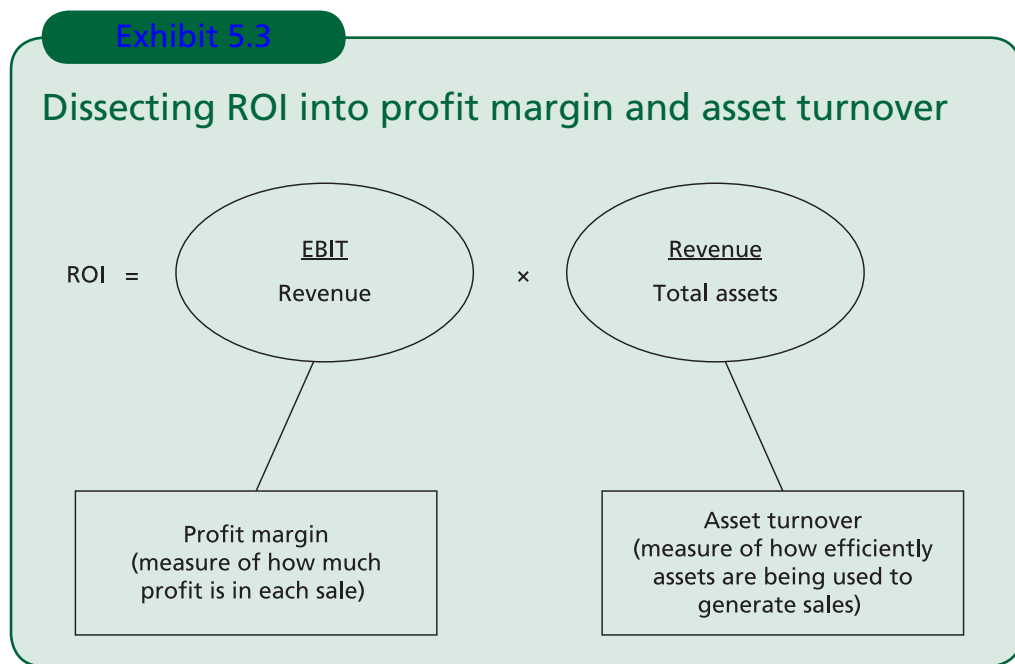 Exhibit 5.3
Dissecting ROI into profit margin and asset turnover
ROI =
EBIT
Revenue
×
Revenue
Total assets
Profit margin
(measure of how much
profit is in each sale)
Asset turnover
(measure of how efficiently
assets are being used to
generate sales)